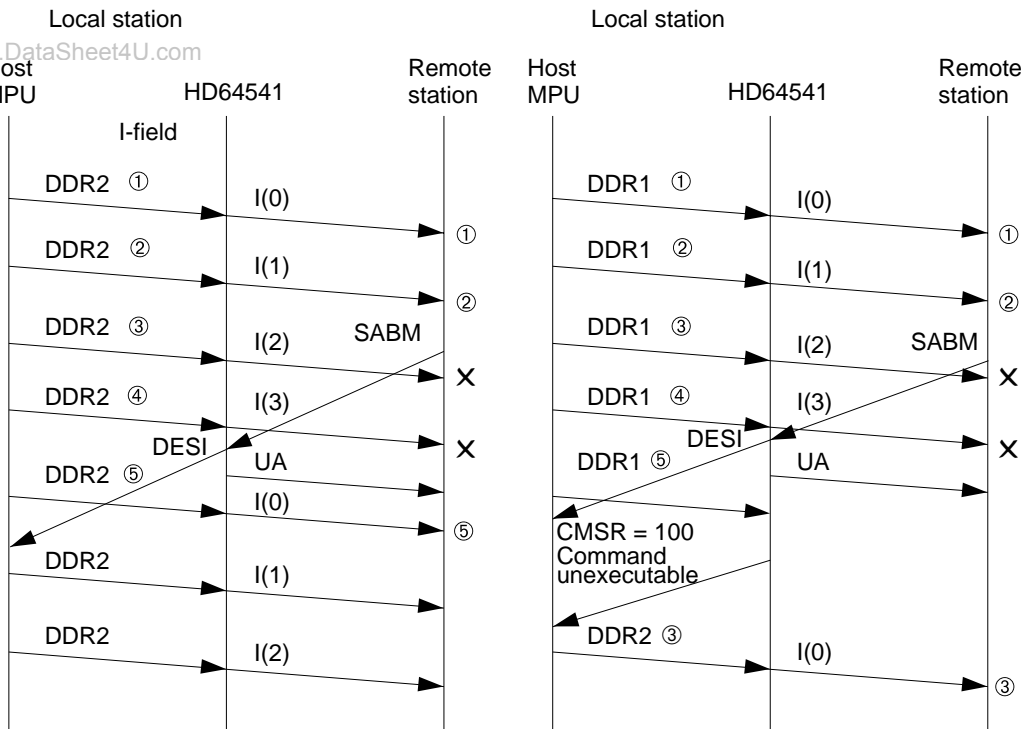 Local station
.DataSheet4U.com
ost
MPU
HD64541
Remote
station
I-field
DDR2 ①
I(0)
①
DDR2 ②
I(1)
②
DDR2 ③
I(2)
SABM
X
DDR2 ④
I(3)
X
DESI
UA
DDR2 ⑤
I(0)
⑤
DDR2
I(1)
DDR2
I(2)
Local station
Host
MPU
HD64541
Remote
station
DDR1 ①
I(0)
①
DDR1 ②
I(1)
②
DDR1 ③
I(2)
SABM
X
DDR1 ④
I(3)
X
DESI
UA
DDR1 ⑤
CMSR = 100
Command
unexecutable
DDR2 ③
I(0)
③